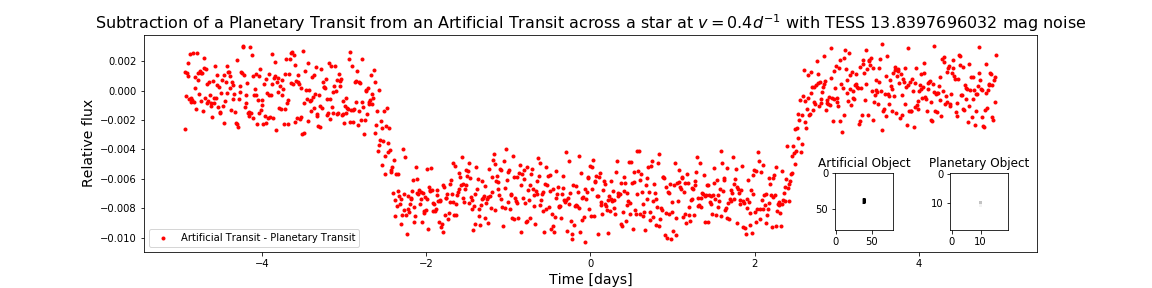 Subtraction of a Planetary Transit from an Artificial Transit across a star at v = 0.4d⁻¹ with TESS 13.8397696032 mag noise
Relative flux
0.002
0.000
−0.002
−0.004
−0.006
−0.008
−0.010
Artificial Object
0
50
0 50
Planetary Object
0
10
0 10
Artificial Transit - Planetary Transit
−4 −2 0 2 4
Time [days]